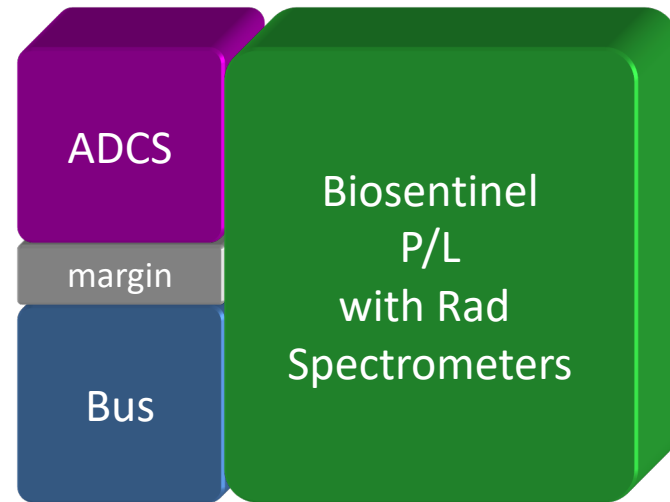 ADCS
margin
Bus
Biosentinel
P/L
with Rad
Spectrometers